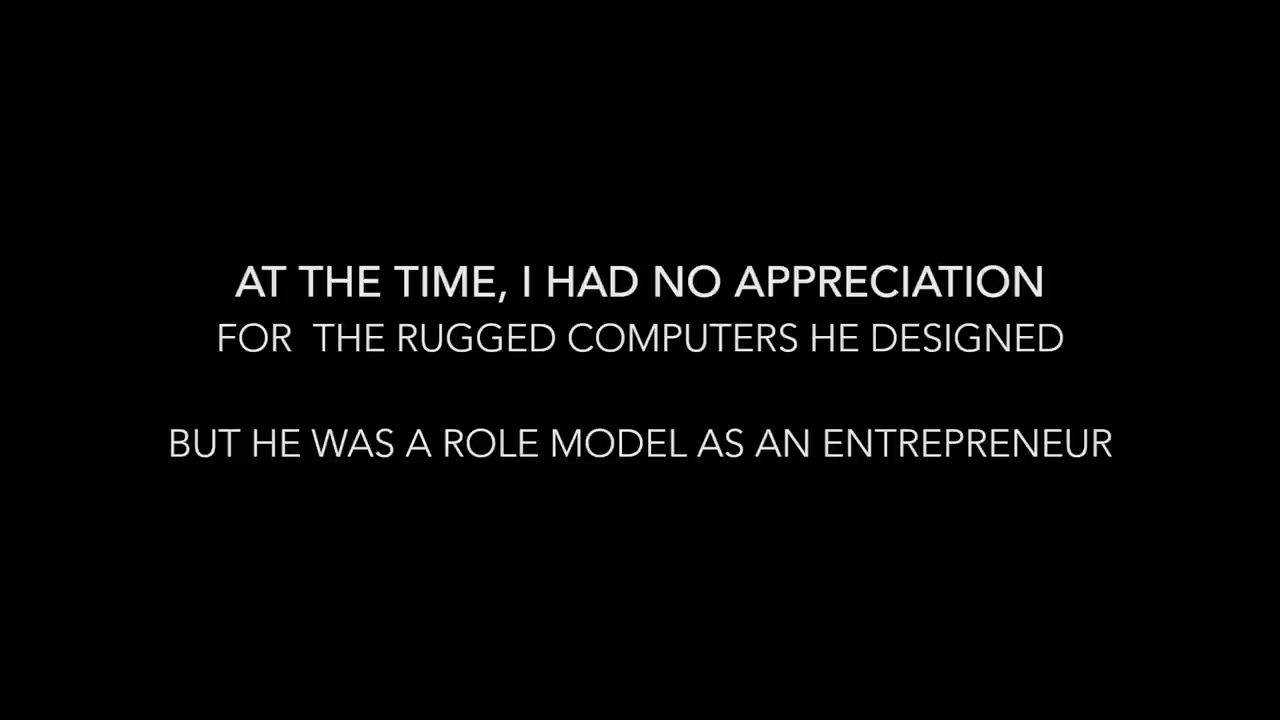 AT THE TIME, I HAD NO APPRECIATION
FOR  THE RUGGED COMPUTERS HE DESIGNED
BUT HE WAS A ROLE MODEL AS AN ENTREPRENEUR